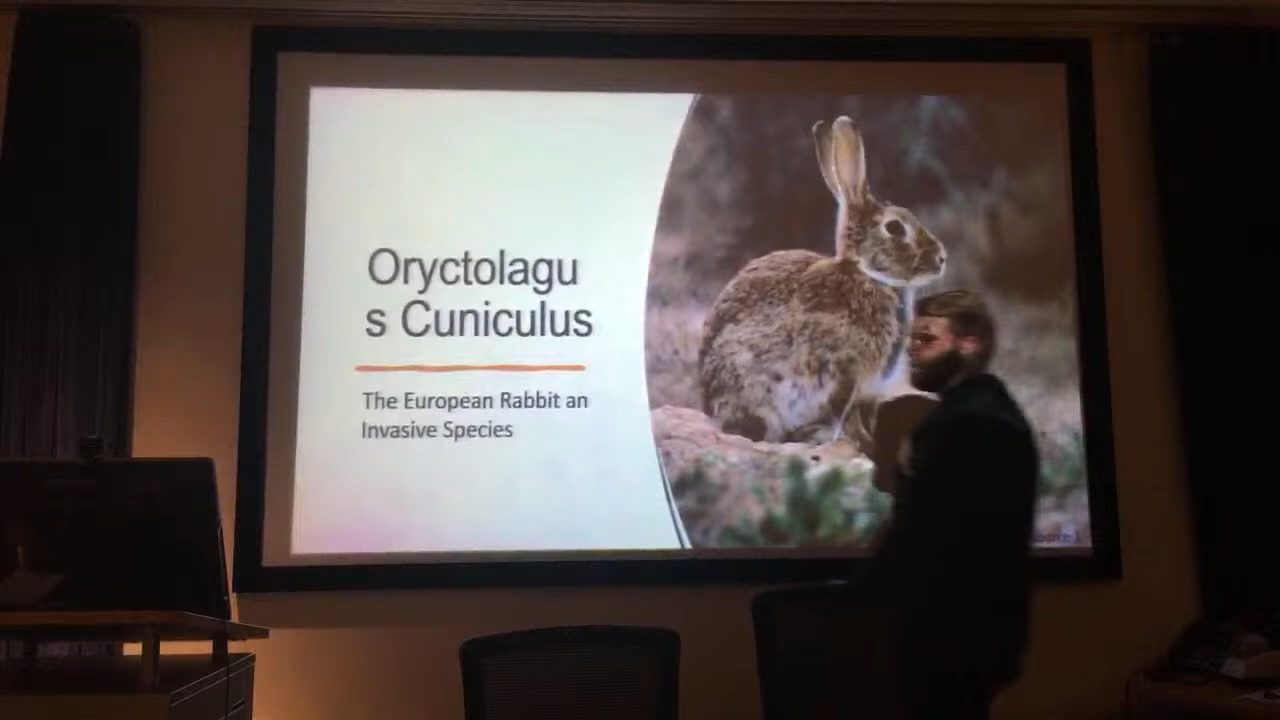 Oryctolagu
s Cuniculus
The European Rabbit an
Invasive Species